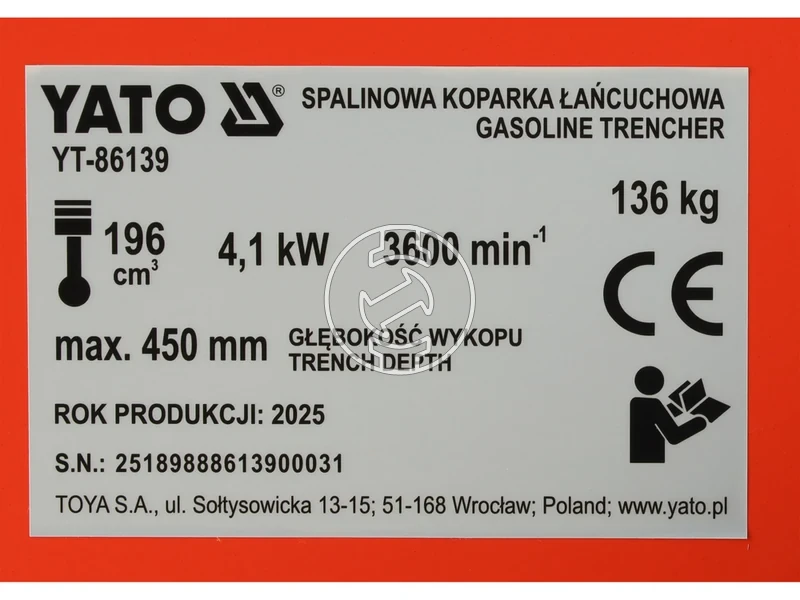 YATO ®
SPALINOWA KOPARKA ŁAŃCUCHOWA
GASOLINE TRENCHER
YT-86139
136 kg
196 cm³
4,1 kW
3600 min⁻¹
CE
max. 450 mm
GŁĘBOKOŚĆ WYKOPU
TRENCH DEPTH
ROK PRODUKCJI: 2025
S.N.: 25189888613900031
TOYA S.A., ul. Sołtysowicka 13-15; 51-168 Wrocław; Poland; www.yato.pl